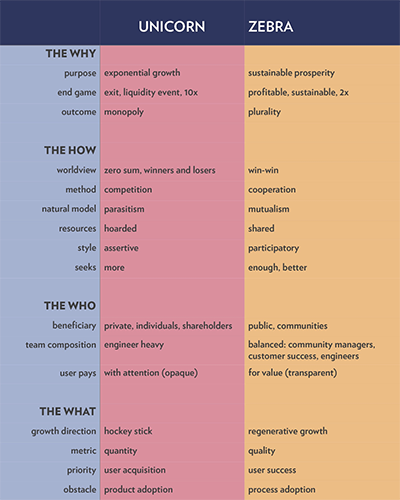 UNICORN ZEBRA
THE WHY
purpose exponential growth sustainable prosperity
end game exit, liquidity event, 10x profitable, sustainable, 2x
outcome monopoly plurality
THE HOW
worldview zero sum, winners and losers win-win
method competition cooperation
natural model parasitism mutualism
resources hoarded shared
style assertive participatory
seeks more enough, better
THE WHO
beneficiary private, individuals, shareholders public, communities
team composition engineer heavy balanced: community managers,
customer success, engineers
user pays with attention (opaque) for value (transparent)
THE WHAT
growth direction hockey stick regenerative growth
metric quantity quality
priority user acquisition user success
obstacle product adoption process adoption